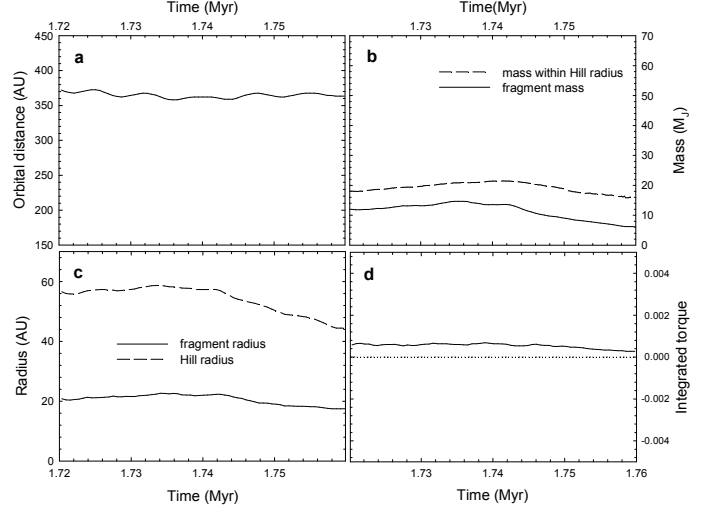 Time (Myr) Time(Myr)
1.72 1.73 1.74 1.75 1.73 1.74 1.75
450 400 350 300 250 200 150
Orbital distance (AU)
a
b
mass within Hill radius
fragment mass
70 60 50 40 30 20 10 0
Mass (MJ)
60 40 20 0
Radius (AU)
c
fragment radius
Hill radius
d
0.004 0.002 0.000 -0.002 -0.004
Integrated torque
1.72 1.73 1.74 1.75 1.73 1.74 1.75 1.76
Time (Myr) Time (Myr)